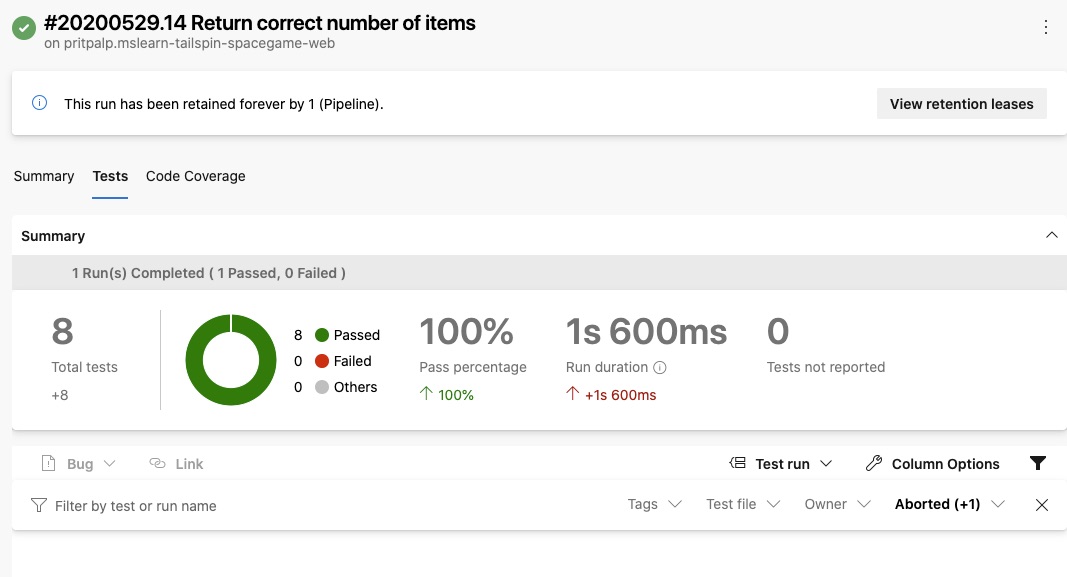 #20200529.14 Return correct number of items
on pritpalp.mslearn-tailspin-spacegame-web
This run has been retained forever by 1 (Pipeline).
View retention leases
Summary Tests Code Coverage
Summary
1 Run(s) Completed ( 1 Passed, 0 Failed )
8
Total tests
+8
8 Passed
0 Failed
0 Others
100%
Pass percentage
100%
1s 600ms
Run duration
+1s 600ms
0
Tests not reported
Bug Link Test run Column Options
Filter by test or run name Tags Test file Owner Aborted (+1)